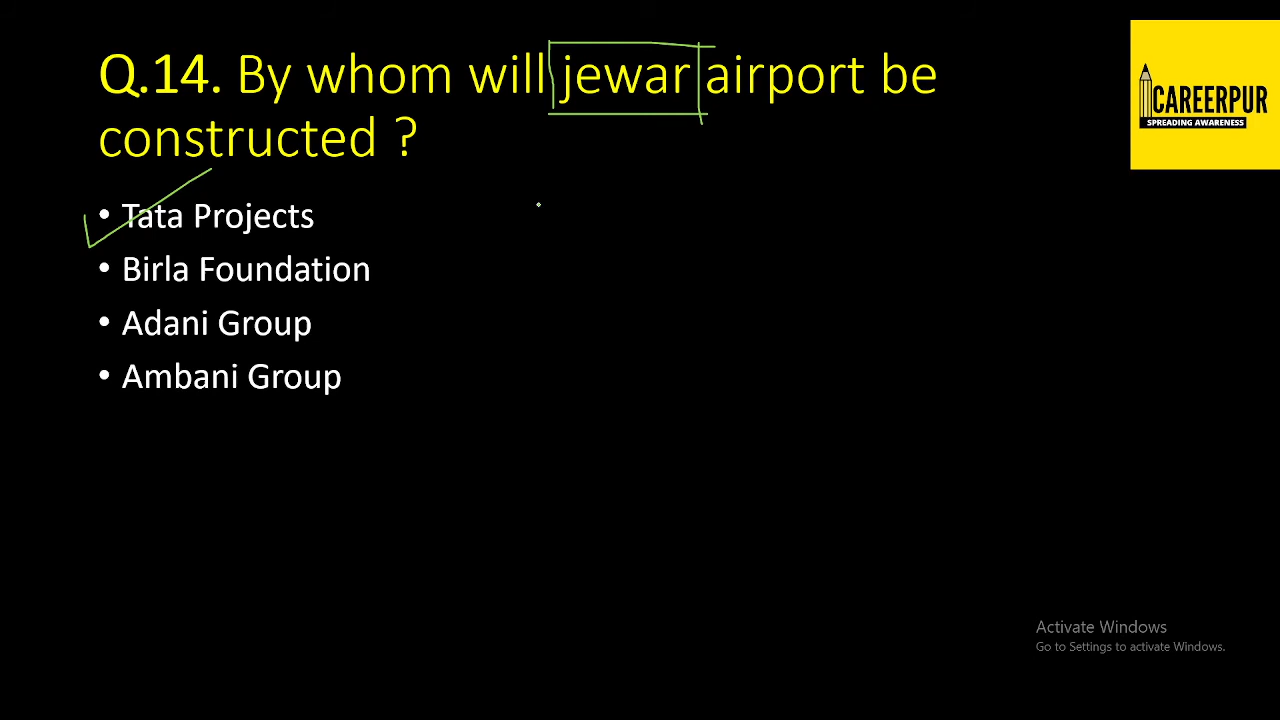 Q.14. By whom will jewar airport be
constructed ?
CAREERPUR
SPREADING AWARENESS
• Tata Projects
• Birla Foundation
• Adani Group
• Ambani Group
Activate Windows
Go to Settings to activate Windows.